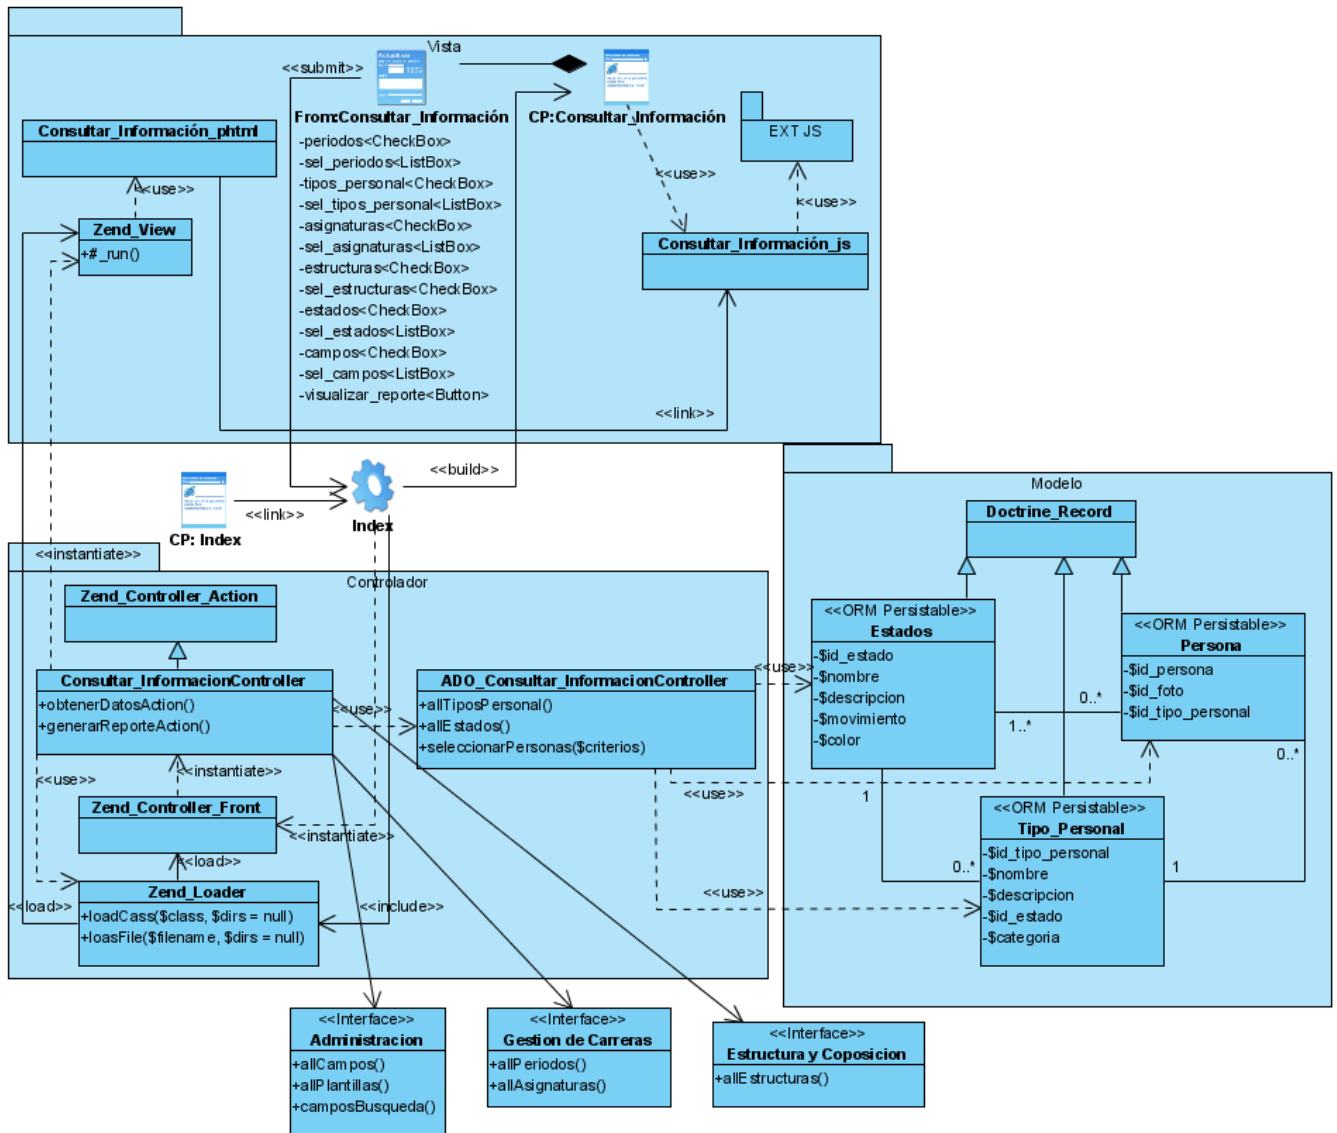 Vista
<<submit>>
From:Consultar_Información
-periodos<CheckBox>
-sel_periodos<ListBox>
-tipos_personal<CheckBox>
-sel_tipos_personal<ListBox>
-asignaturas<CheckBox>
-sel_asignaturas<ListBox>
-estructuras<CheckBox>
-sel_estructuras<CheckBox>
-estados<CheckBox>
-sel_estados<ListBox>
-campos<CheckBox>
-sel_campos<ListBox>
-visualizar_reporte<Button>
CP:Consultar_Información
Consultar_Información_phtml
<<use>>
Zend_View
+#_run()
EXT JS
<<use>>
<<use>>
Consultar_Información_js
<<link>>
<<build>>
<<link>>
CP: Index
Index
<<instantiate>>
Controlador
Zend_Controller_Action
Consultar_InformacionController
+obtenerDatosAction()
+generarReporteAction()
<<use>>
ADO_Consultar_InformacionController
+allTiposPersonal()
+allEstados()
+seleccionarPersonas($criterios)
<<use>>
<<use>>
<<instantiate>>
Zend_Controller_Front
<<instantiate>>
<<load>>
Zend_Loader
+loadCass($class, $dirs = null)
+loasFile($filename, $dirs = null)
<<load>>
<<include>>
<<use>>
<<use>>
Modelo
Doctrine_Record
<<ORM Persistable>>
Estados
-$id_estado
-$nombre
-$descripcion
-$movimiento
-$color
<<ORM Persistable>>
Persona
-$id_persona
-$id_foto
-$id_tipo_personal
0..*
1..*
0..*
1
<<ORM Persistable>>
Tipo_Personal
-$id_tipo_personal
-$nombre
-$descripcion
-$id_estado
-$categoria
0..*
1
<<Interface>>
Administracion
+allCampos()
+allPlantillas()
+camposBusqueda()
<<Interface>>
Gestion de Carreras
+allPeriodos()
+allAsignaturas()
<<Interface>>
Estructura y Coposicion
+allEstructuras()